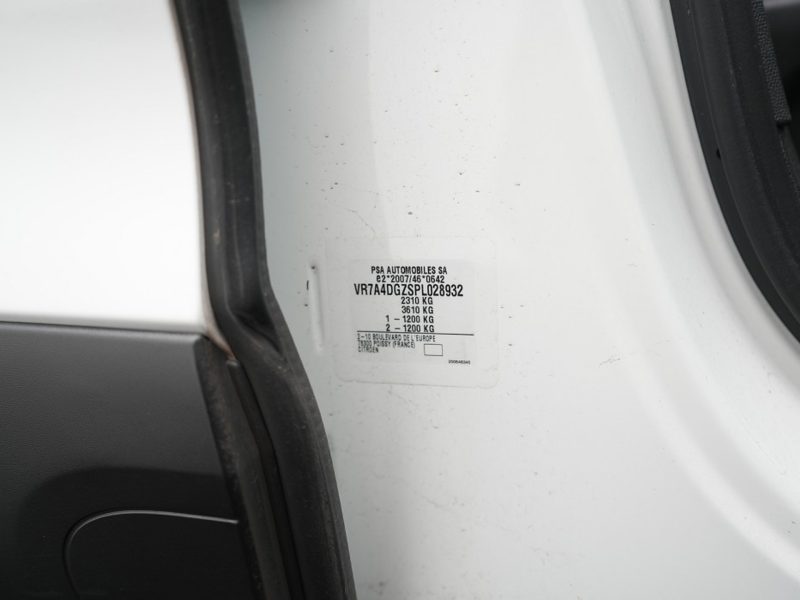 PSA AUTOMOBILES SA
e2*2007/46*0642
VR7A4DGZSPL028932
2310 KG
3610 KG
1 - 1200 KG
2 - 1200 KG
2-10 BOULEVARD DE L'EUROPE
78300 POISSY (FRANCE)
CITROEN